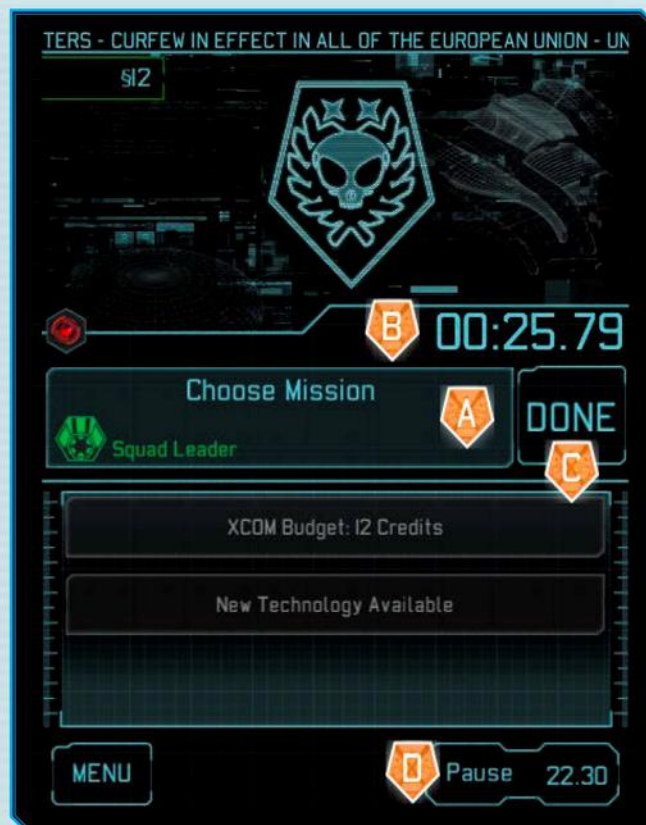 TERS - CURFEW IN EFFECT IN ALL OF THE EUROPEAN UNION - UN
§12
B
00:25.79
Choose Mission
A
DONE
Squad Leader
C
XCOM Budget: 12 Credits
New Technology Available
MENU
D
Pause 22.30